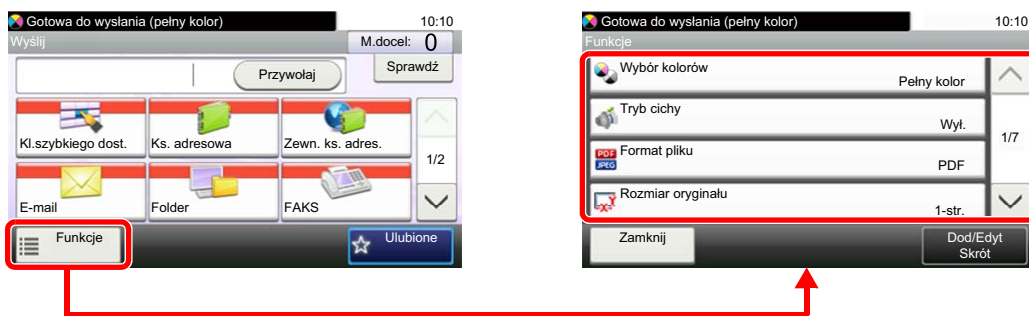 Gotowa do wysłania (pełny kolor) 10:10
Wyślij M.docel: 0
Przywołaj Sprawdź
Kl.szybkiego dost. Ks. adresowa Zewn. ks. adres.
1/2
E-mail Folder FAKS
Funkcje Ulubione
Gotowa do wysłania (pełny kolor) 10:10
Funkcje
Wybór kolorów
Pełny kolor
Tryb cichy
Wył.
1/7
PDF JPEG Format pliku
PDF
Rozmiar oryginału
1-str.
Zamknij Dod/Edyt
Skrót